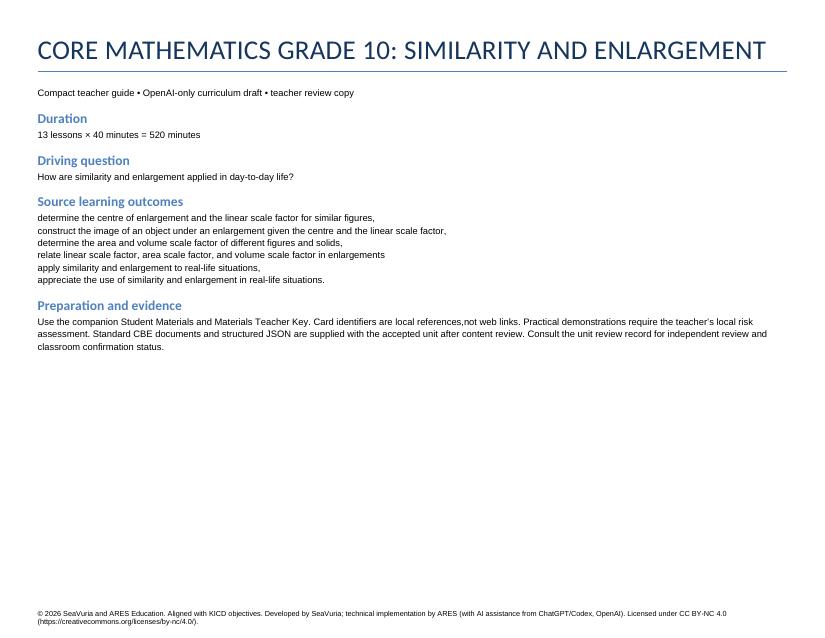 CORE MATHEMATICS GRADE 10: SIMILARITY AND ENLARGEMENT
Compact teacher guide • OpenAI-only curriculum draft • teacher review copy
Duration
13 lessons × 40 minutes = 520 minutes
Driving question
How are similarity and enlargement applied in day-to-day life?
Source learning outcomes
determine the centre of enlargement and the linear scale factor for similar figures,
construct the image of an object under an enlargement given the centre and the linear scale factor,
determine the area and volume scale factor of different figures and solids,
relate linear scale factor, area scale factor, and volume scale factor in enlargements
apply similarity and enlargement to real-life situations,
appreciate the use of similarity and enlargement in real-life situations.
Preparation and evidence
Use the companion Student Materials and Materials Teacher Key. Card identifiers are local references,not web links. Practical demonstrations require the teacher's local risk
assessment. Standard CBE documents and structured JSON are supplied with the accepted unit after content review. Consult the unit review record for independent review and
classroom confirmation status.
© 2026 SeaVuria and ARES Education. Aligned with KICD objectives. Developed by SeaVuria; technical implementation by ARES (with AI assistance from ChatGPT/Codex, OpenAI). Licensed under CC BY-NC 4.0
(https://creativecommons.org/licenses/by-nc/4.0/).